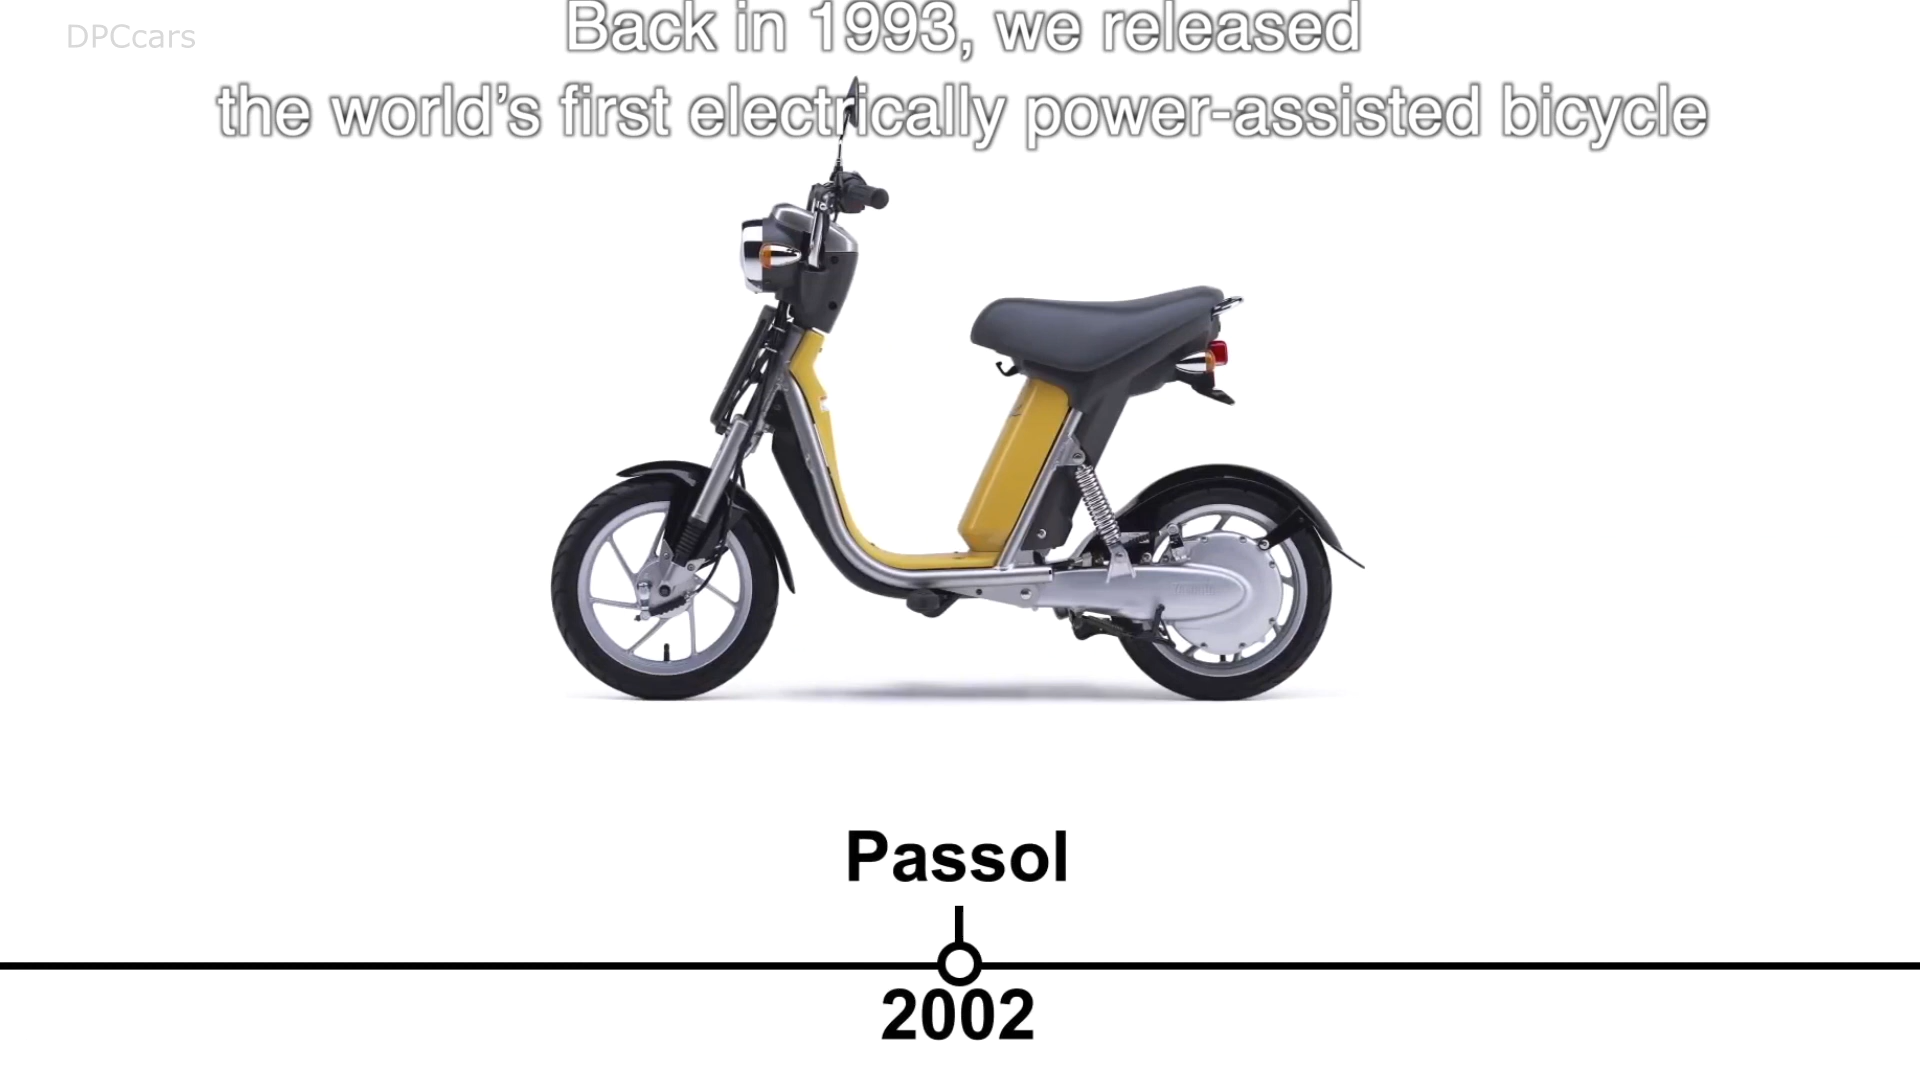 DPCcars
Back in 1993, we released
the world's first electrically power-assisted bicycle
Passol
2002